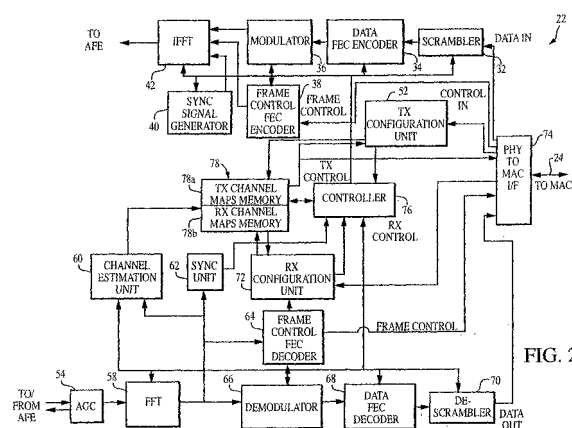 TO
AFE
IFFT
42
MODULATOR
36
DATA
FEC ENCODER
34
SCRAMBLER
32
DATA IN
22
SYNC
SIGNAL
GENERATOR
40
FRAME
CONTROL
FEC
ENCODER
38
FRAME
CONTROL
52
TX
CONFIGURATION
UNIT
CONTROL
IN
74
PHY
TO
MAC
I/F
24
TO MAC
78
78a
TX CHANNEL
MAPS MEMORY
RX CHANNEL
MAPS MEMORY
78b
TX
CONTROL
CONTROLLER
76
RX
CONTROL
60
CHANNEL
ESTIMATION
UNIT
62
SYNC
UNIT
72
RX
CONFIGURATION
UNIT
64
FRAME
CONTROL
FEC
DECODER
FRAME CONTROL
FIG. 2
TO/
FROM
AFE
54
AGC
58
FFT
66
DEMODULATOR
68
DATA
FEC
DECODER
70
DE-
SCRAMBLER
DATA
OUT